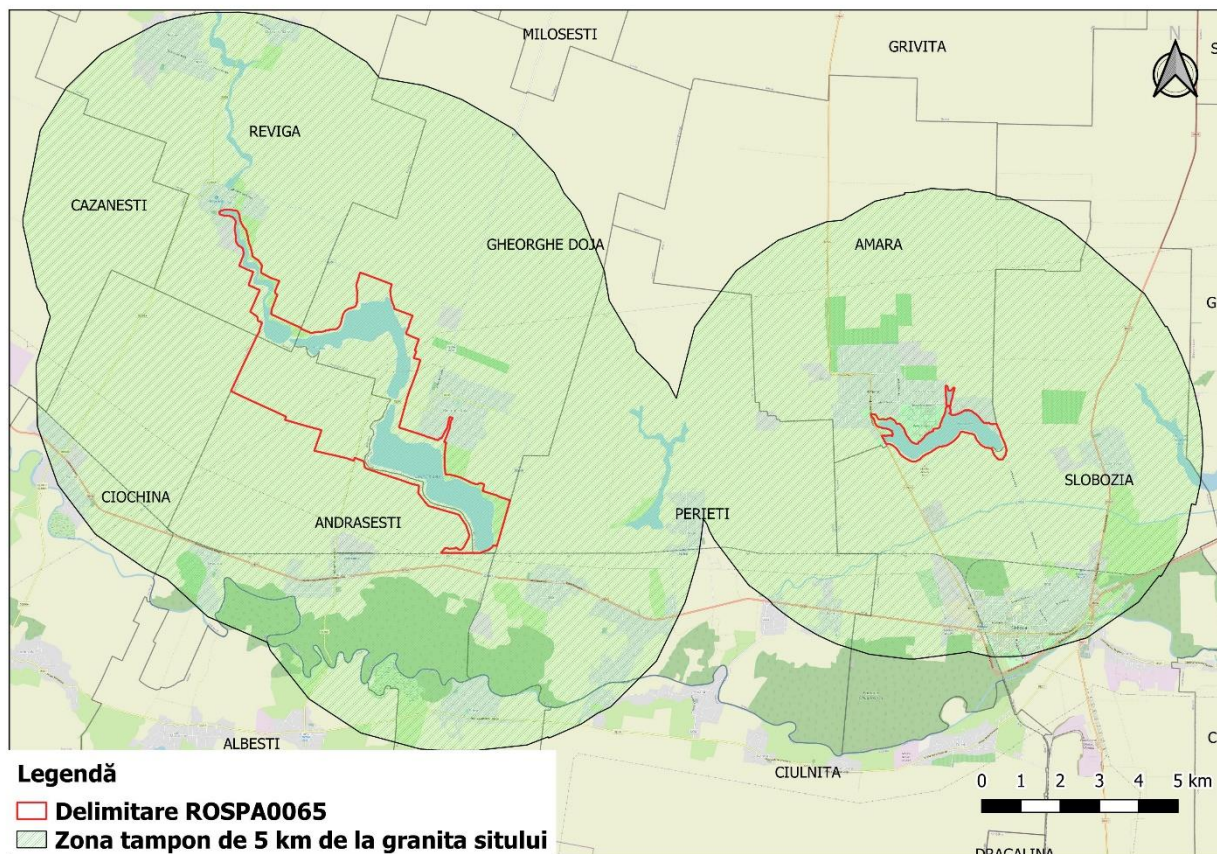 MILOSESTI
GRIVITA
N
S
REVIGA
CAZANESTI
GHEORGHE DOJA
AMARA
G
SLOBOZIA
CIOCHINA
ANDRASESTI
PERIETI
ALBESTI
CIULNITA
C
Legendă
0 1 2 3 4 5 km
Delimitare ROSPA0065
Zona tampon de 5 km de la granita sitului
DRAGALINA